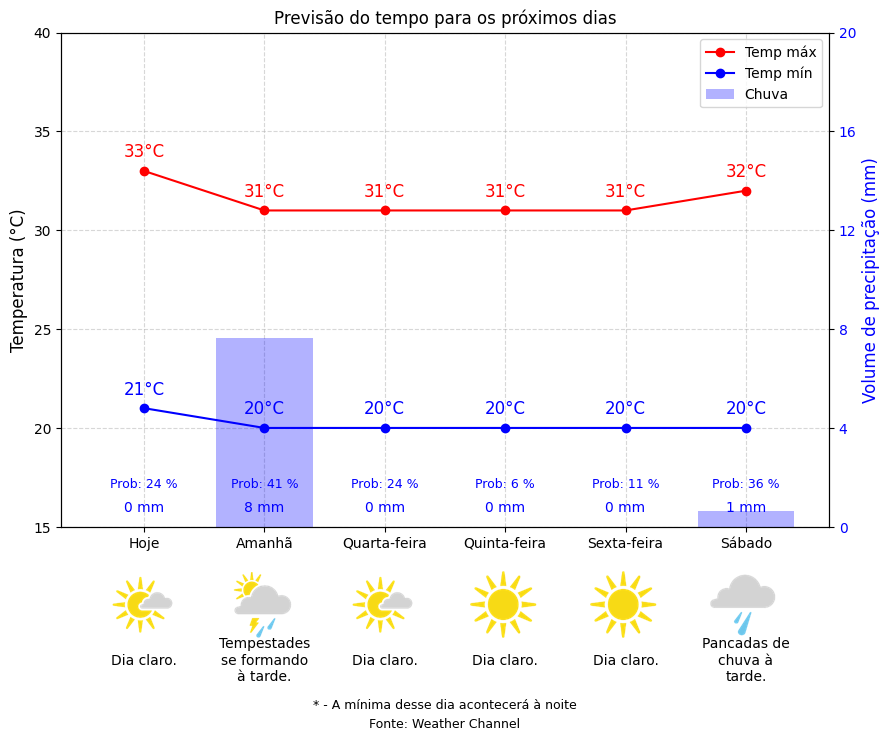 Previsão do tempo para os próximos dias
Temp máx
Temp mín
Chuva
Temperatura (°C)
Volume de precipitação (mm)
40
35
30
25
20
15
20
16
12
8
4
0
33°C
31°C
31°C
31°C
31°C
32°C
21°C
20°C
20°C
20°C
20°C
20°C
Prob: 24 %
Prob: 41 %
Prob: 24 %
Prob: 6 %
Prob: 11 %
Prob: 36 %
0 mm
8 mm
0 mm
0 mm
0 mm
1 mm
Hoje
Amanhã
Quarta-feira
Quinta-feira
Sexta-feira
Sábado
Dia claro.
Tempestades
se formando
à tarde.
Dia claro.
Dia claro.
Dia claro.
Pancadas de
chuva à
tarde.
* - A mínima desse dia acontecerá à noite
Fonte: Weather Channel